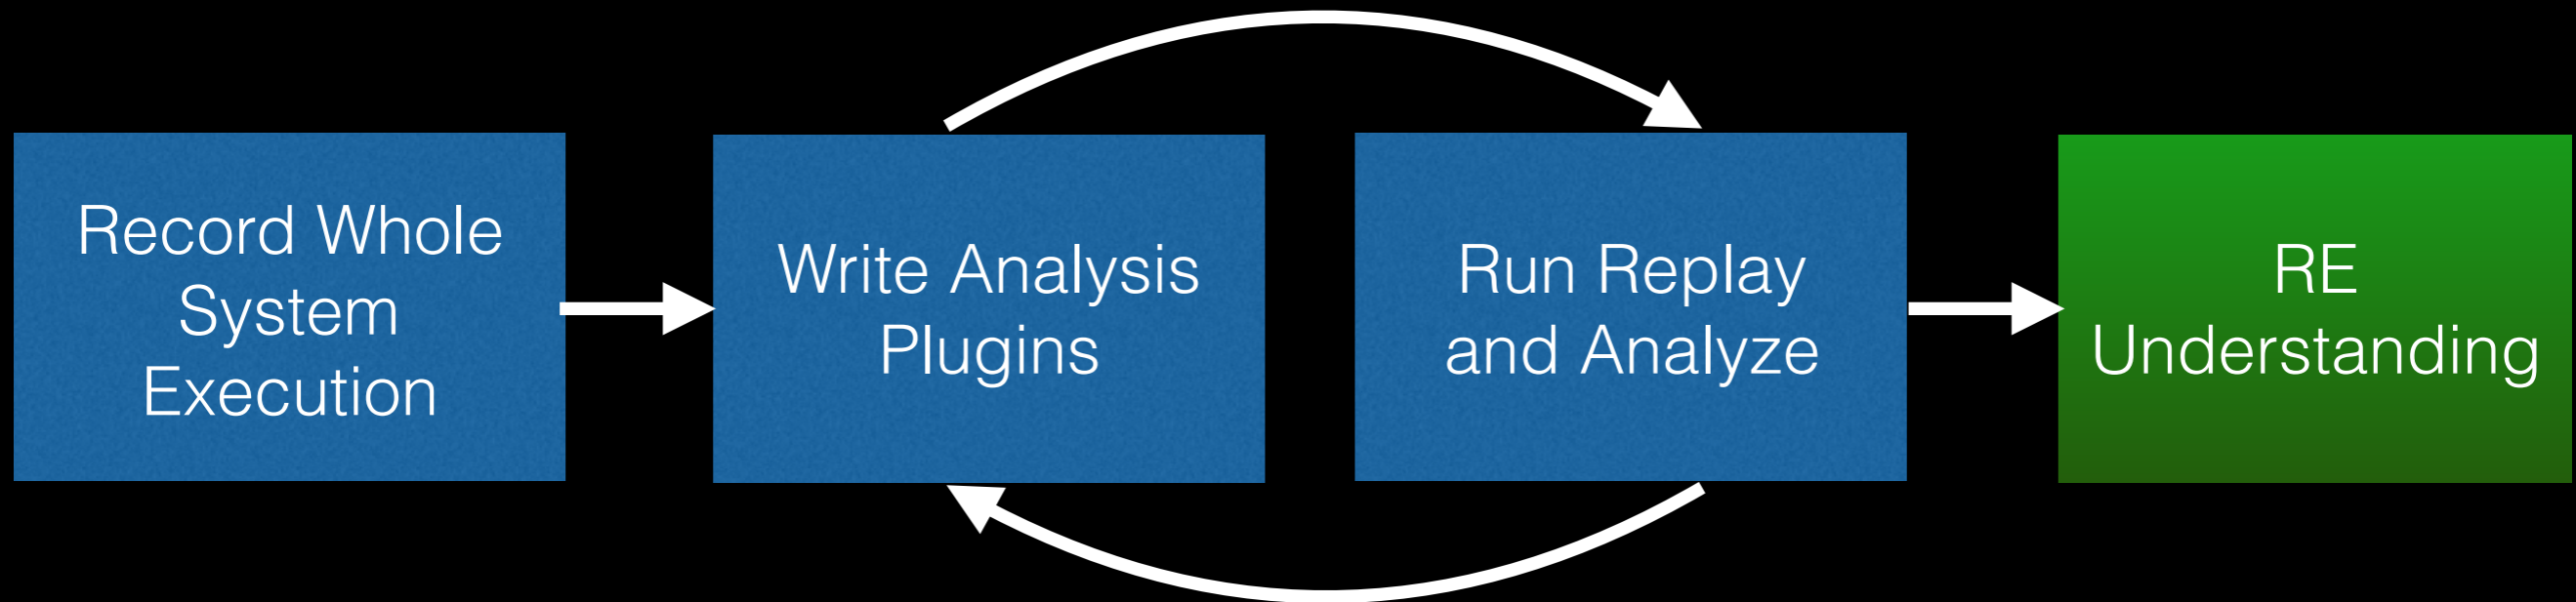 Record Whole
System
Execution
Write Analysis
Plugins
Run Replay
and Analyze
RE
Understanding